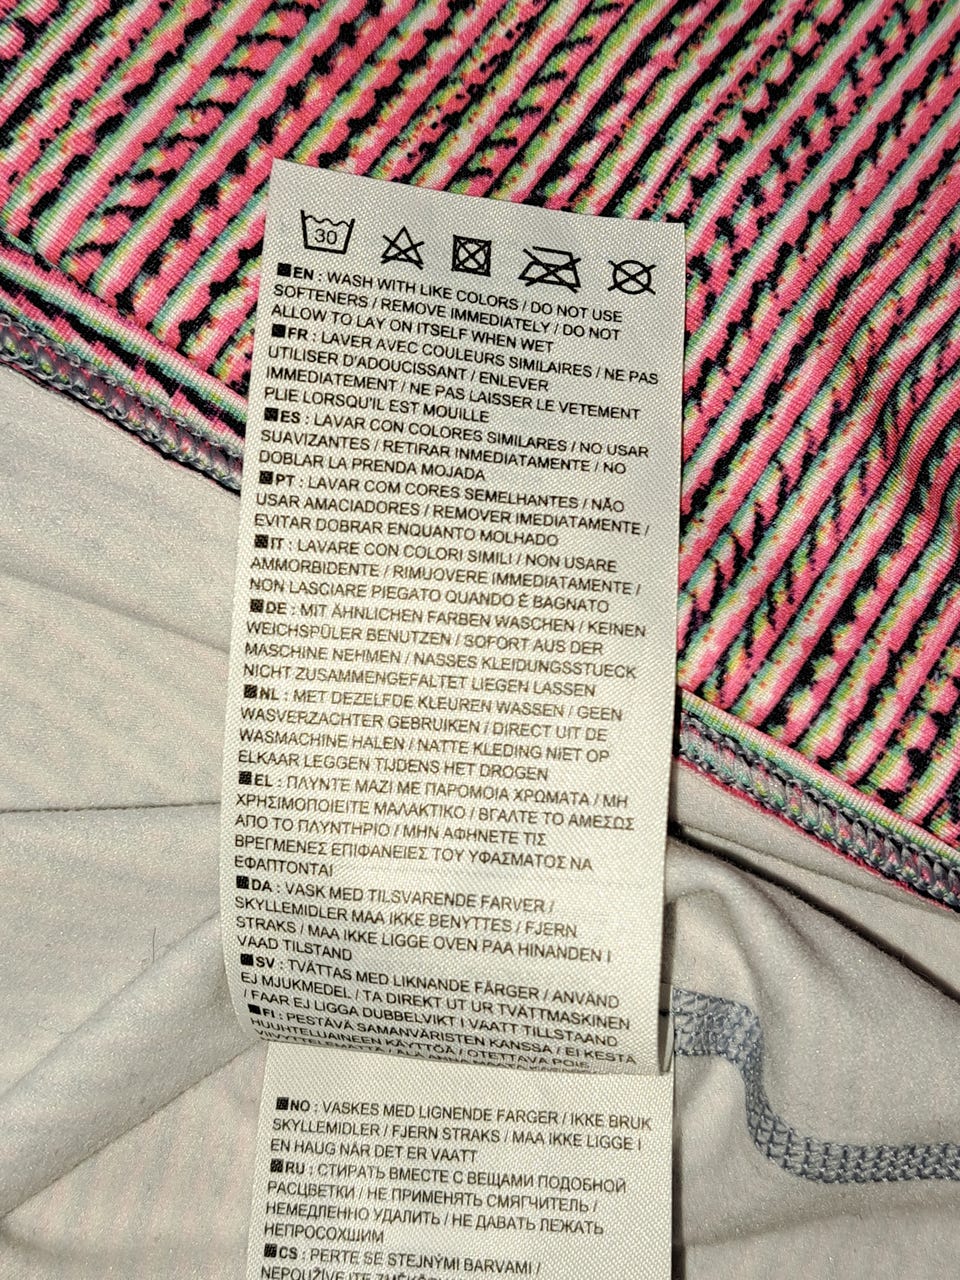 30
EN : WASH WITH LIKE COLORS / DO NOT USE
SOFTENERS / REMOVE IMMEDIATELY / DO NOT
ALLOW TO LAY ON ITSELF WHEN WET
FR : LAVER AVEC COULEURS SIMILAIRES / NE PAS
UTILISER D'ADOUCISSANT / ENLEVER
IMMEDIATEMENT / NE PAS LAISSER LE VETEMENT
PLIE LORSQU'IL EST MOUILLE
ES : LAVAR CON COLORES SIMILARES / NO USAR
SUAVIZANTES / RETIRAR INMEDIATAMENTE / NO
DOBLAR LA PRENDA MOJADA
PT : LAVAR COM CORES SEMELHANTES / NÃO
USAR AMACIADORES / REMOVER IMEDIATAMENTE /
EVITAR DOBRAR ENQUANTO MOLHADO
IT : LAVARE CON COLORI SIMILI / NON USARE
AMMORBIDENTE / RIMUOVERE IMMEDIATAMENTE /
NON LASCIARE PIEGATO QUANDO É BAGNATO
DE : MIT ÄHNLICHEN FARBEN WASCHEN / KEINEN
WEICHSPÜLER BENUTZEN / SOFORT AUS DER
MASCHINE NEHMEN / NASSES KLEIDUNGSSTUECK
NICHT ZUSAMMENGEFALTET LIEGEN LASSEN
NL : MET DEZELFDE KLEUREN WASSEN / GEEN
WASVERZACHTER GEBRUIKEN / DIRECT UIT DE
WASMACHINE HALEN / NATTE KLEDING NIET OP
ELKAAR LEGGEN TIJDENS HET DROGEN
EL : ΠΛΥΝΤΕ ΜΑΖΙ ΜΕ ΠΑΡΟΜΟΙΑ ΧΡΩΜΑΤΑ / ΜΗ
ΧΡΗΣΙΜΟΠΟΙΕΙΤΕ ΜΑΛΑΚΤΙΚΟ / ΒΓΑΛΤΕ ΤΟ ΑΜΕΣΩΣ
ΑΠΟ ΤΟ ΠΛΥΝΤΗΡΙΟ / ΜΗΝ ΑΦΗΝΕΤΕ ΤΙΣ
ΒΡΕΓΜΕΝΕΣ ΕΠΙΦΑΝΕΙΕΣ ΤΟΥ ΥΦΑΣΜΑΤΟΣ ΝΑ
ΕΦΑΠΤΟΝΤΑΙ
DA : VASK MED TILSVARENDE FARVER /
SKYLLEMIDLER MAA IKKE BENYTTES / FJERN
STRAKS / MAA IKKE LIGGE OVEN PAA HINANDEN I
VAAD TILSTAND
SV : TVÄTTAS MED LIKNANDE FÄRGER / ANVÄND
EJ MJUKMEDEL / TA DIREKT UT UR TVÄTTMASKINEN
/ FAAR EJ LIGGA DUBBELVIKT I VAATT TILLSTAAND
FI : PESTÄVÄ SAMANVÄRISTEN KANSSA / EI KESTÄ
HUUHTELUAINEEN KÄYTTÖÄ / OTETTAVA POIS
VIIVYTTELEMÄTTÄ / ÄLÄ ANNA
NO : VASKES MED LIGNENDE FARGER / IKKE BRUK
SKYLLEMIDLER / FJERN STRAKS / MAA IKKE LIGGE I
EN HAUG NÅR DET ER VAATT
RU : СТИРАТЬ ВМЕСТЕ С ВЕЩАМИ ПОДОБНОЙ
РАСЦВЕТКИ / НЕ ПРИМЕНЯТЬ СМЯГЧИТЕЛЬ /
НЕМЕДЛЕННО УДАЛИТЬ / НЕ ДАВАТЬ ЛЕЖАТЬ
НЕПРОСОХШИМ
CS : PERTE SE STEJNÝMI BARVAMI /
NEPOUŽÍVEJTE